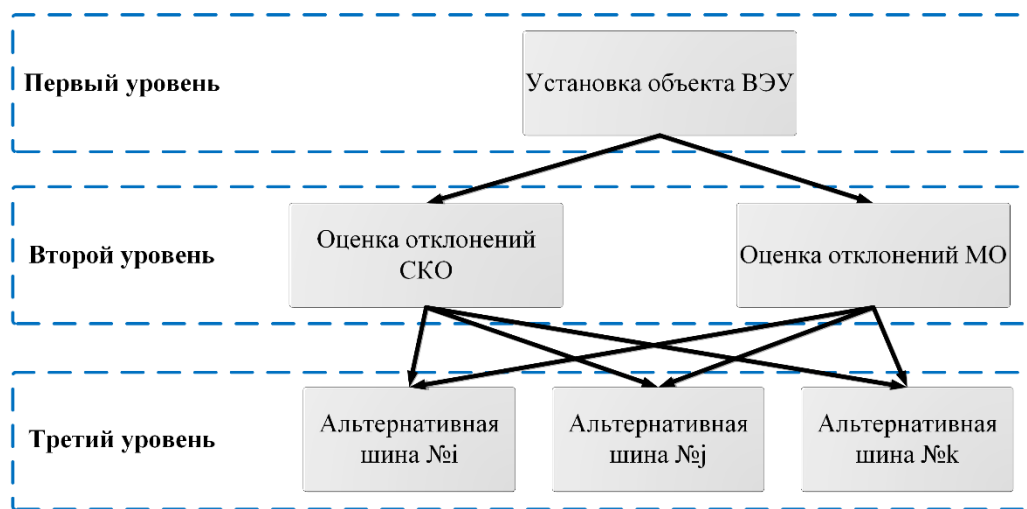 Первый уровень
Установка объекта ВЭУ
Второй уровень
Оценка отклонений
СКО
Оценка отклонений МО
Третий уровень
Альтернативная
шина №i
Альтернативная
шина №j
Альтернативная
шина №k